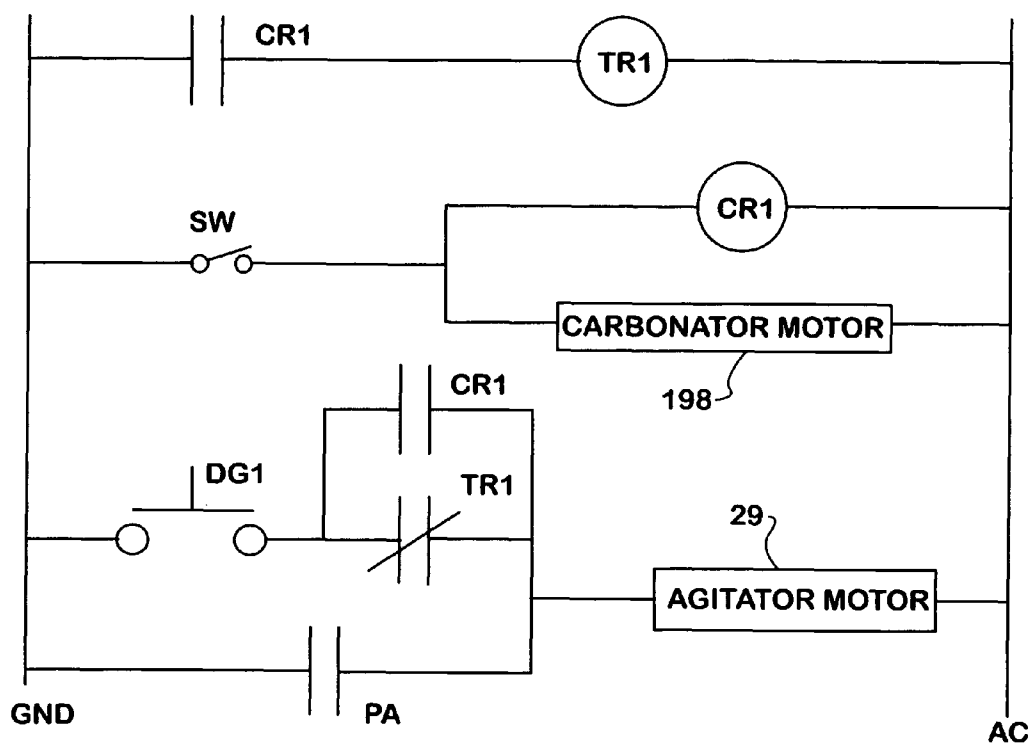 CR1
TR1
SW
CR1
CARBONATOR MOTOR
198
CR1
DG1
TR1
29
AGITATOR MOTOR
GND
PA
AC